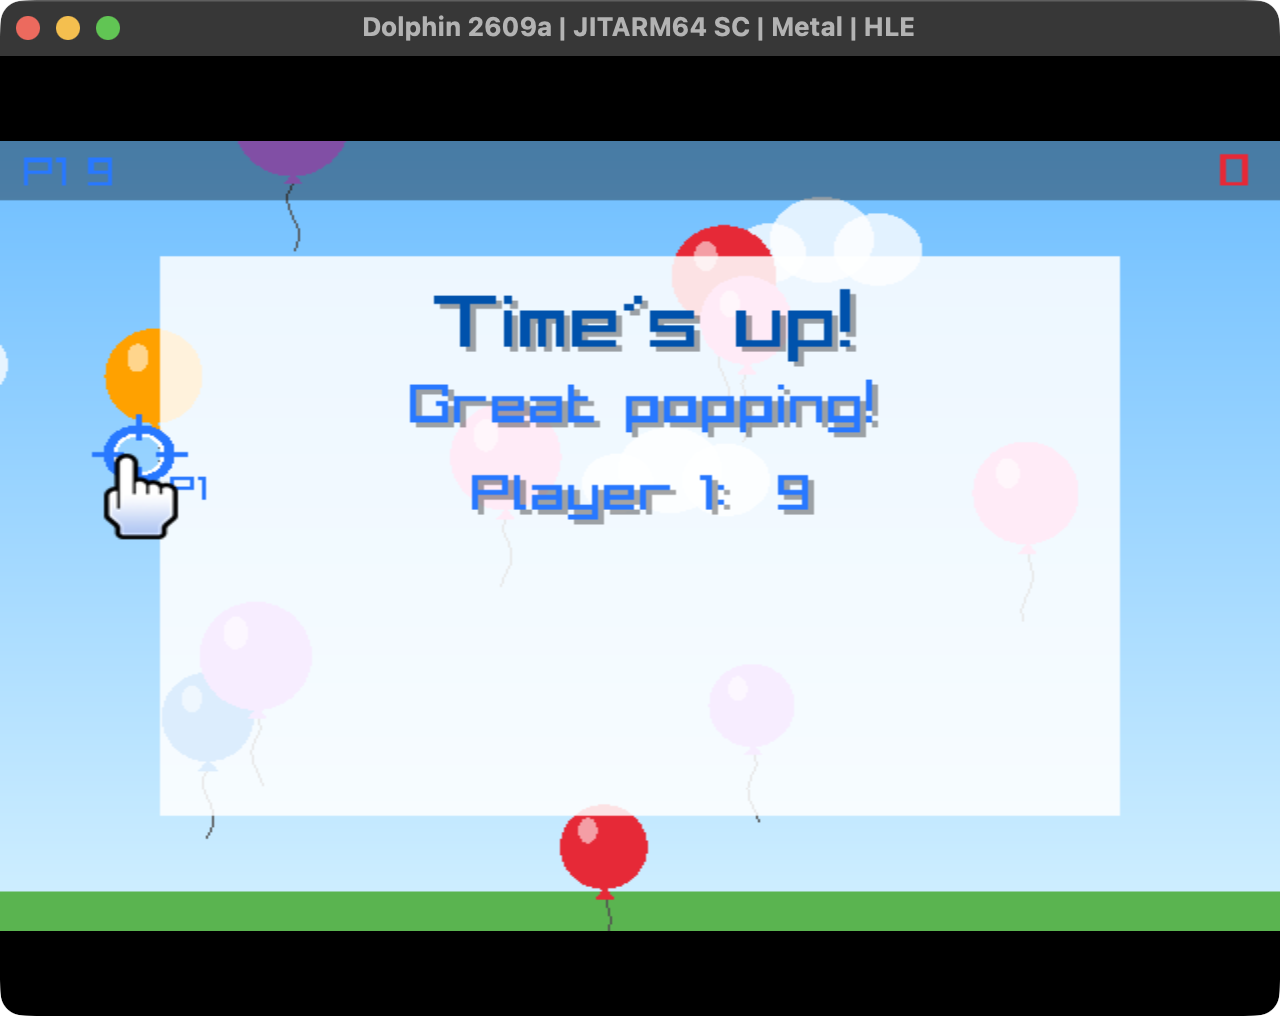 Dolphin 2609a | JITARM64 SC | Metal | HLE
P1 9
0
Time's up!
Great popping!
Player 1: 9
P1